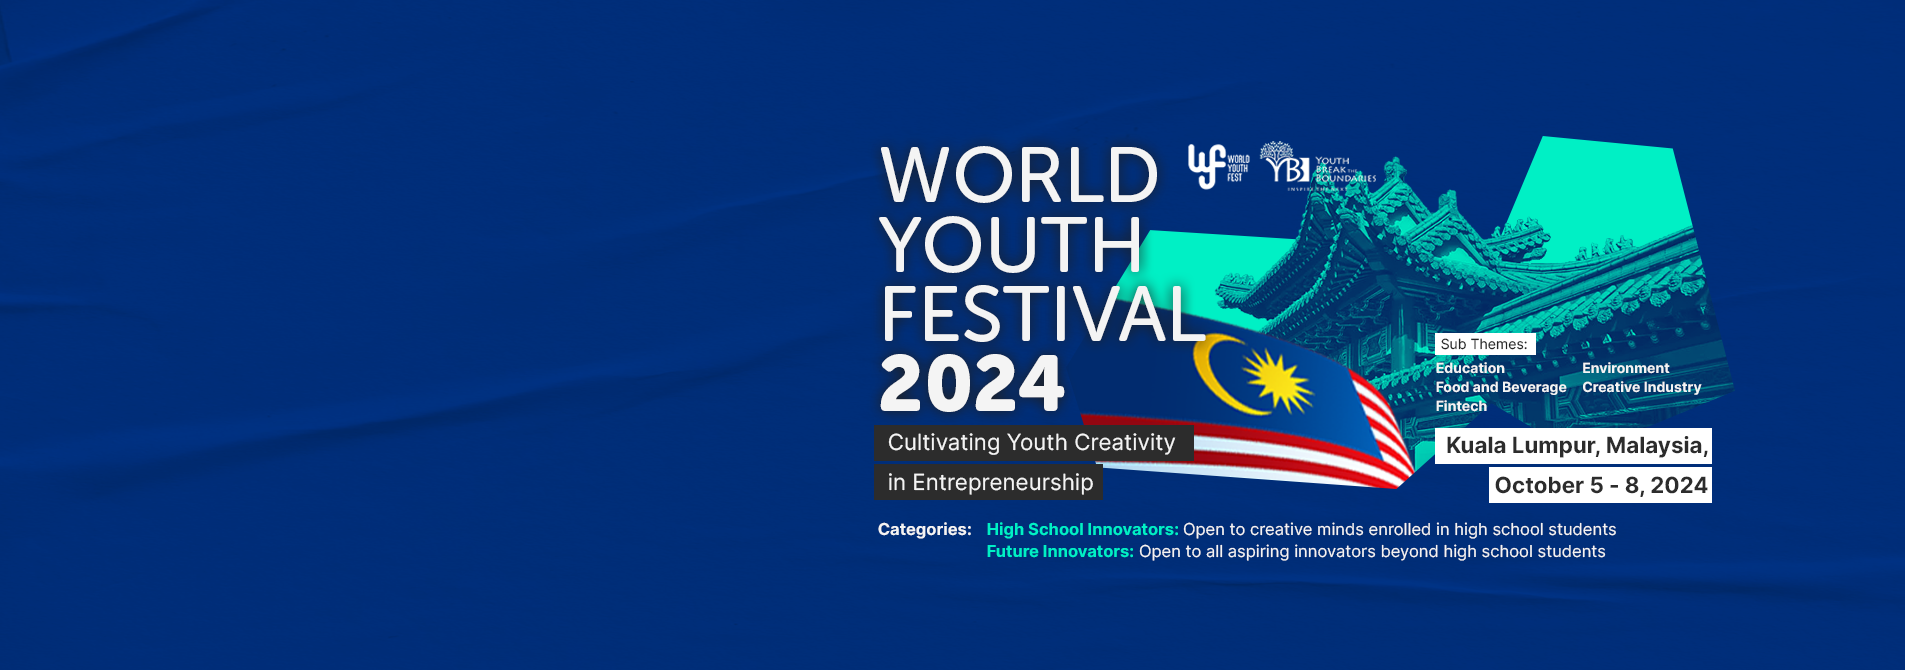 WORLD
YOUTH
FESTIVAL
2024
WORLD
YOUTH
FEST
YBI
YOUTH
BREAK THE
BOUNDARIES
Cultivating Youth Creativity
in Entrepreneurship
Sub Themes:
Education
Food and Beverage
Fintech
Environment
Creative Industry
Kuala Lumpur, Malaysia,
October 5 - 8, 2024
Categories: High School Innovators: Open to creative minds enrolled in high school students
Future Innovators: Open to all aspiring innovators beyond high school students